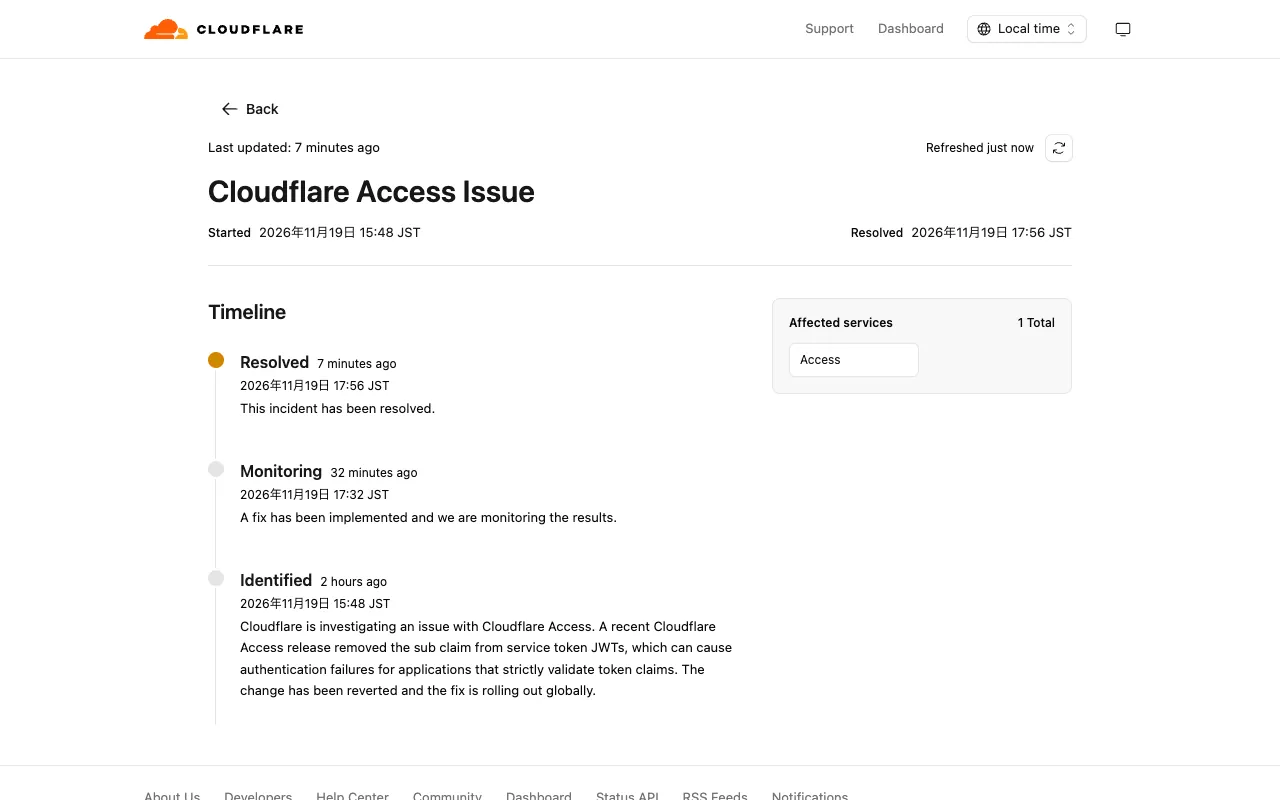 CLOUDFLARE
Support
Dashboard
Local time
Back
Last updated: 7 minutes ago
Refreshed just now
Cloudflare Access Issue
Started 2026年11月19日 15:48 JST
Resolved 2026年11月19日 17:56 JST
Timeline
Resolved 7 minutes ago
2026年11月19日 17:56 JST
This incident has been resolved.
Monitoring 32 minutes ago
2026年11月19日 17:32 JST
A fix has been implemented and we are monitoring the results.
Identified 2 hours ago
2026年11月19日 15:48 JST
Cloudflare is investigating an issue with Cloudflare Access. A recent Cloudflare
Access release removed the sub claim from service token JWTs, which can cause
authentication failures for applications that strictly validate token claims. The
change has been reverted and the fix is rolling out globally.
Affected services
1 Total
Access
About Us
Developers
Help Center
Community
Dashboard
Status API
RSS Feeds
Notifications